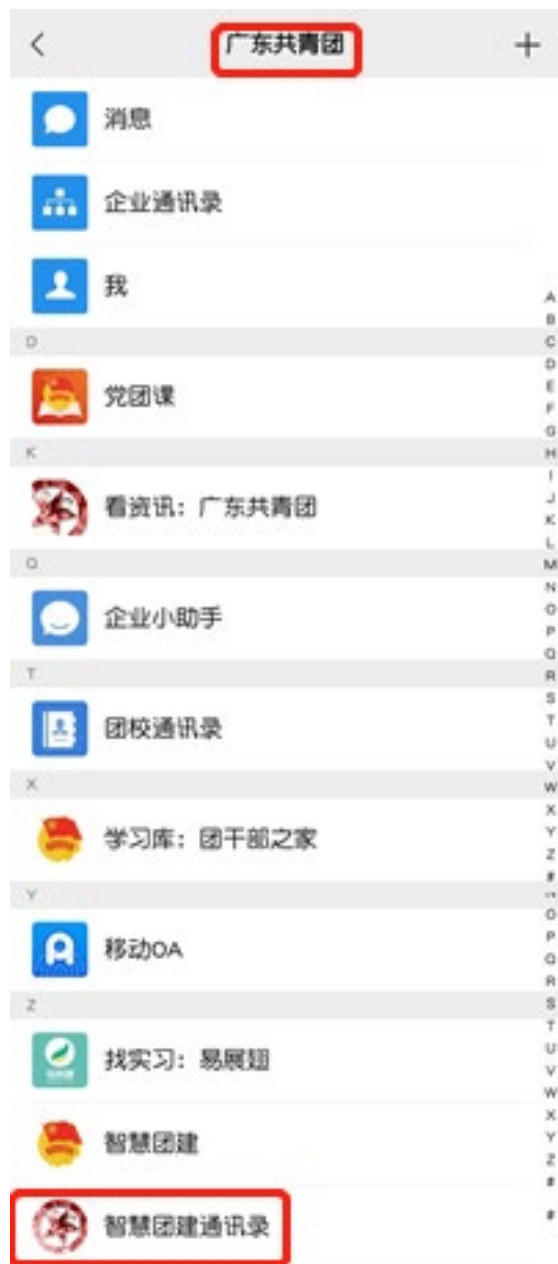 广东共青团
消息
企业通讯录
我
D
党团课
K
看资讯：广东共青团
Q
企业小助手
T
团校通讯录
X
学习库：团干部之家
Y
移动OA
Z
找实习：易展翅
智慧团建
智慧团建通讯录
A
B
C
D
E
F
G
H
I
J
K
L
M
N
O
P
Q
R
S
T
U
V
W
X
Y
Z
#
O
P
Q
R
S
T
U
V
W
X
Y
Z
#
#